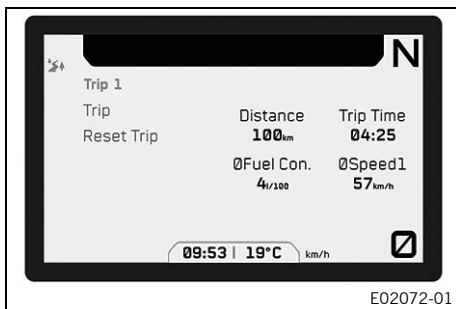 N
Trip 1
Trip
Reset Trip
Distance Trip Time
100km 04:25
ØFuel Con. ØSpeed1
4l/100 57km/h
09:53 | 19°C km/h
0
E02072-01